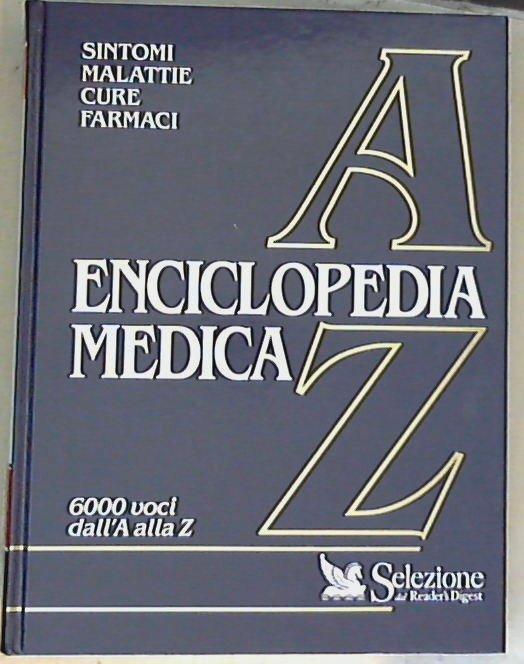 SINTOMI
MALATTIE
CURE
FARMACI
A
ENCICLOPEDIA
MEDICA
Z
6000 voci
dall'A alla Z
Selezione
dal Reader's Digest